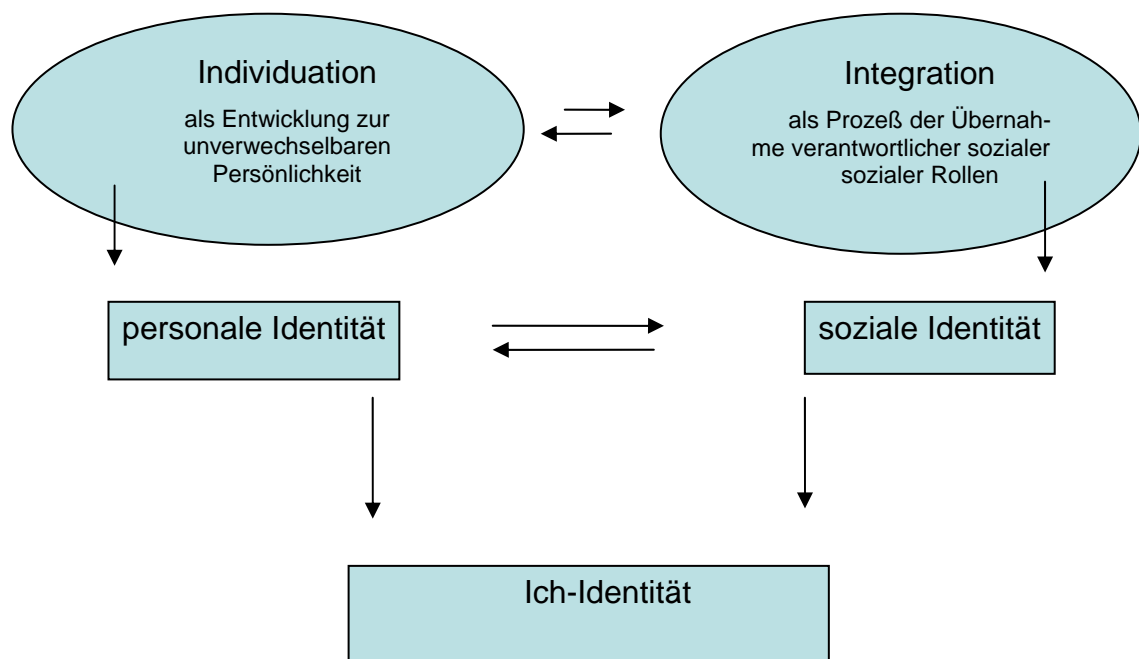 Individuation
als Entwicklung zur
unverwechselbaren
Persönlichkeit
Integration
als Prozeß der Übernah-
me verantwortlicher sozialer
sozialer Rollen
personale Identität
soziale Identität
Ich-Identität